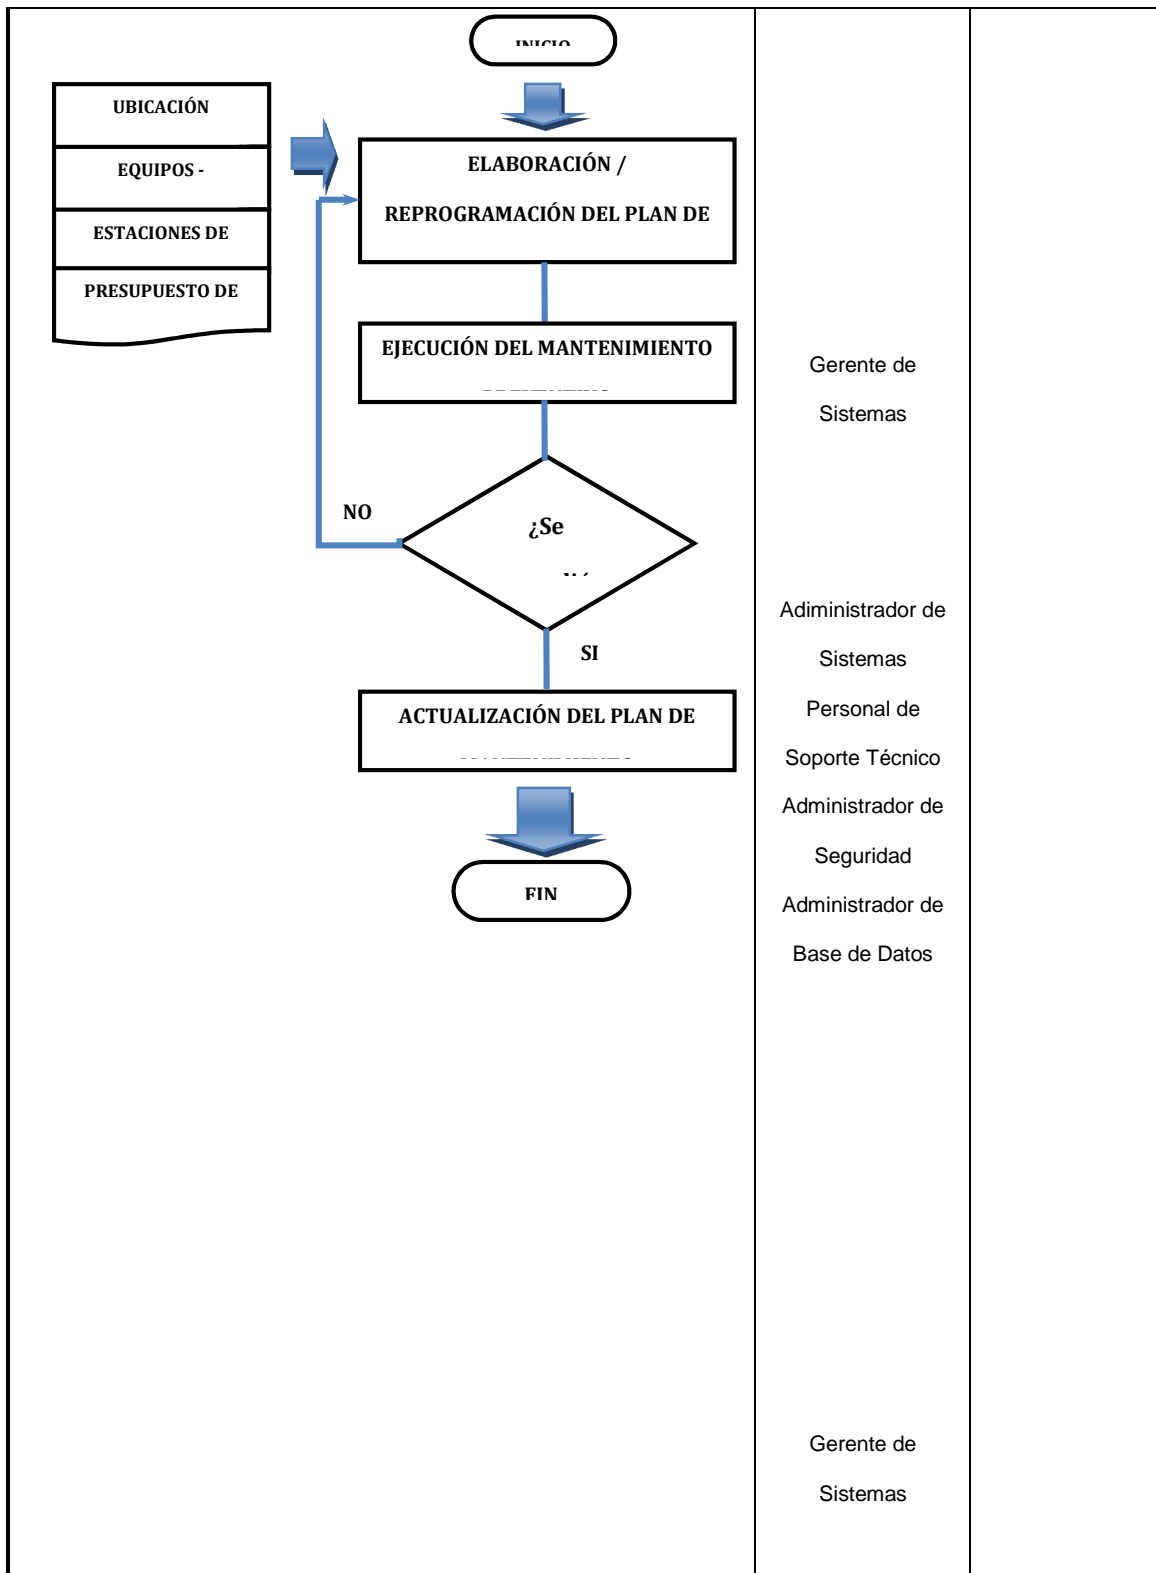 INICIO
UBICACIÓN
EQUIPOS -
ESTACIONES DE
PRESUPUESTO DE
ELABORACIÓN /
REPROGRAMACIÓN DEL PLAN DE
EJECUCIÓN DEL MANTENIMIENTO
NO
¿Se
SI
ACTUALIZACIÓN DEL PLAN DE
FIN
Gerente de
Sistemas
Adiministrador de
Sistemas
Personal de
Soporte Técnico
Administrador de
Seguridad
Administrador de
Base de Datos
Gerente de
Sistemas